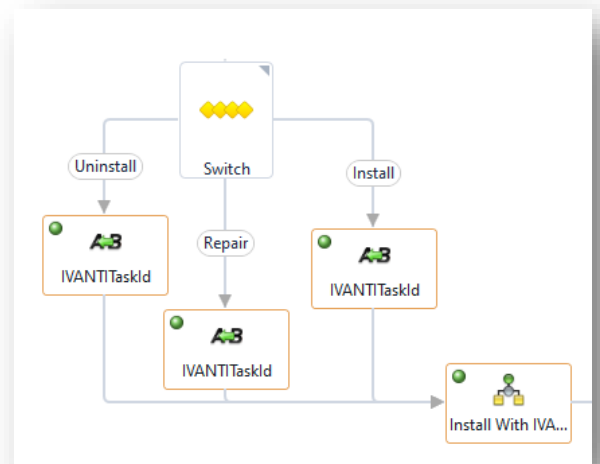 Switch
Uninstall
Install
Repair
A B
IVANTITaskId
A B
IVANTITaskId
A B
IVANTITaskId
Install With IVA...